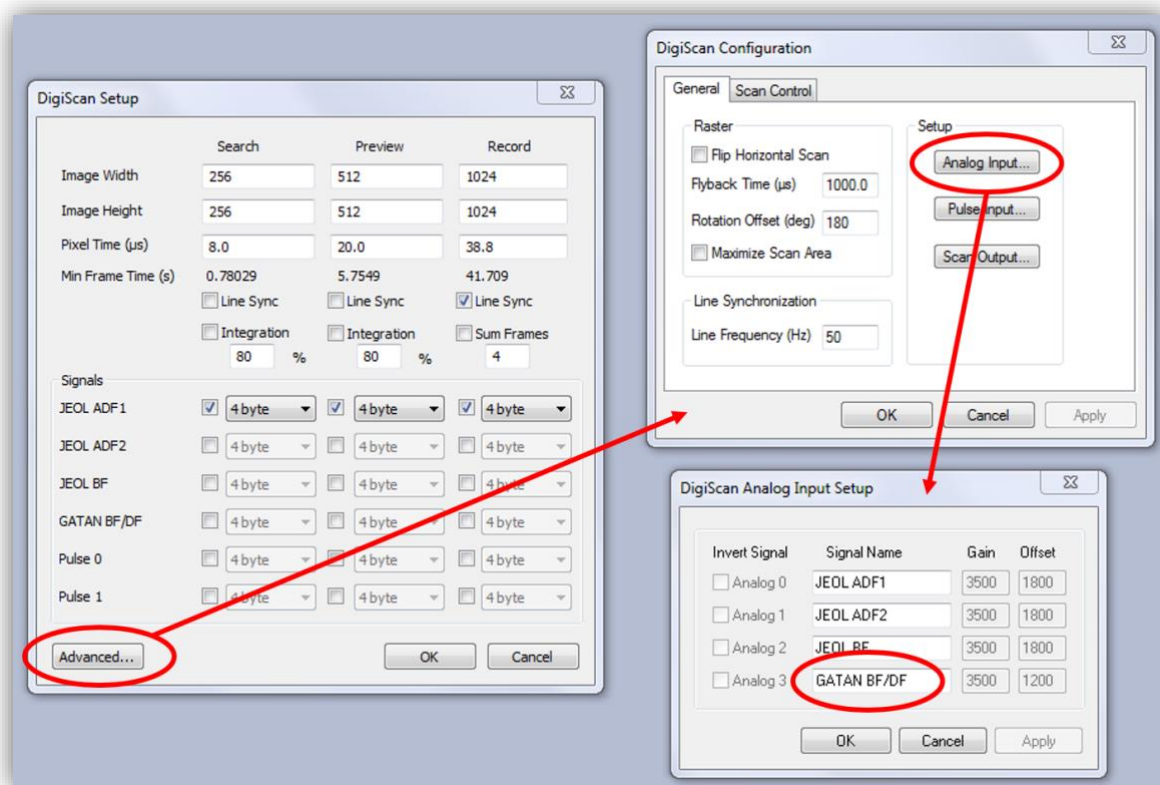 DigiScan Setup
Search Preview Record
Image Width 256 512 1024
Image Height 256 512 1024
Pixel Time (µs) 8.0 20.0 38.8
Min Frame Time (s) 0.78029 5.7549 41.709
Line Sync Line Sync Line Sync
Integration Integration Sum Frames
80 % 80 % 4
Signals
JEOL ADF1 4 byte 4 byte 4 byte
JEOL ADF2 4 byte 4 byte 4 byte
JEOL BF 4 byte 4 byte 4 byte
GATAN BF/DF 4 byte 4 byte 4 byte
Pulse 0 4 byte 4 byte 4 byte
Pulse 1 4 byte 4 byte 4 byte
Advanced... OK Cancel
DigiScan Configuration
General Scan Control
Raster Setup
Flip Horizontal Scan Analog Input...
Flyback Time (µs) 1000.0
Pulse Input...
Rotation Offset (deg) 180
Maximize Scan Area Scan Output...
Line Synchronization
Line Frequency (Hz) 50
OK Cancel Apply
DigiScan Analog Input Setup
Invert Signal Signal Name Gain Offset
Analog 0 JEOL ADF1 3500 1800
Analog 1 JEOL ADF2 3500 1800
Analog 2 JEOL BF 3500 1800
Analog 3 GATAN BF/DF 3500 1200
OK Cancel Apply